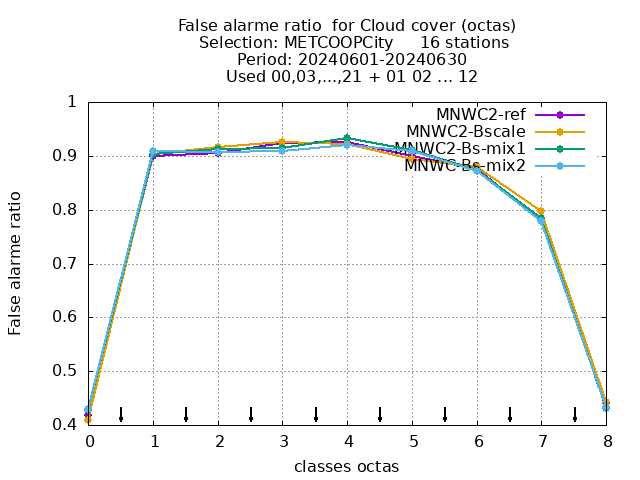 False alarme ratio  for Cloud cover (octas)
Selection: METCOOPCity     16 stations
Period: 20240601-20240630
Used 00,03,...,21 + 01 02 ... 12
MNWC2-ref
MNWC2-Bscale
MNWC2-Bs-mix1
MNWC-Bs-mix2
1
0.9
0.8
0.7
0.6
0.5
0.4
False alarme ratio
0 1 2 3 4 5 6 7 8
classes octas